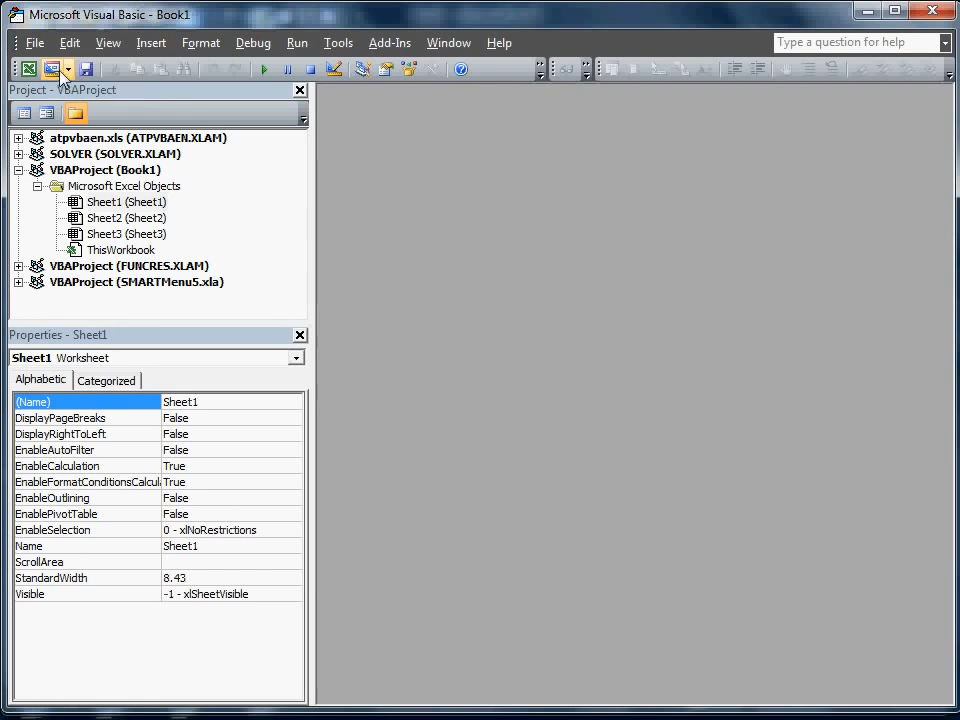 Microsoft Visual Basic - Book1
File Edit View Insert Format Debug Run Tools Add-Ins Window Help
Type a question for help
Project - VBAProject
atpvbaen.xls (ATPVBAEN.XLAM)
SOLVER (SOLVER.XLAM)
VBAProject (Book1)
Microsoft Excel Objects
Sheet1 (Sheet1)
Sheet2 (Sheet2)
Sheet3 (Sheet3)
ThisWorkbook
VBAProject (FUNCRES.XLAM)
VBAProject (SMARTMenu5.xla)
Properties - Sheet1
Sheet1 Worksheet
Alphabetic Categorized
(Name) Sheet1
DisplayPageBreaks False
DisplayRightToLeft False
EnableAutoFilter False
EnableCalculation True
EnableFormatConditionsCalcula True
EnableOutlining False
EnablePivotTable False
EnableSelection 0 - xlNoRestrictions
Name Sheet1
ScrollArea
StandardWidth 8.43
Visible -1 - xlSheetVisible